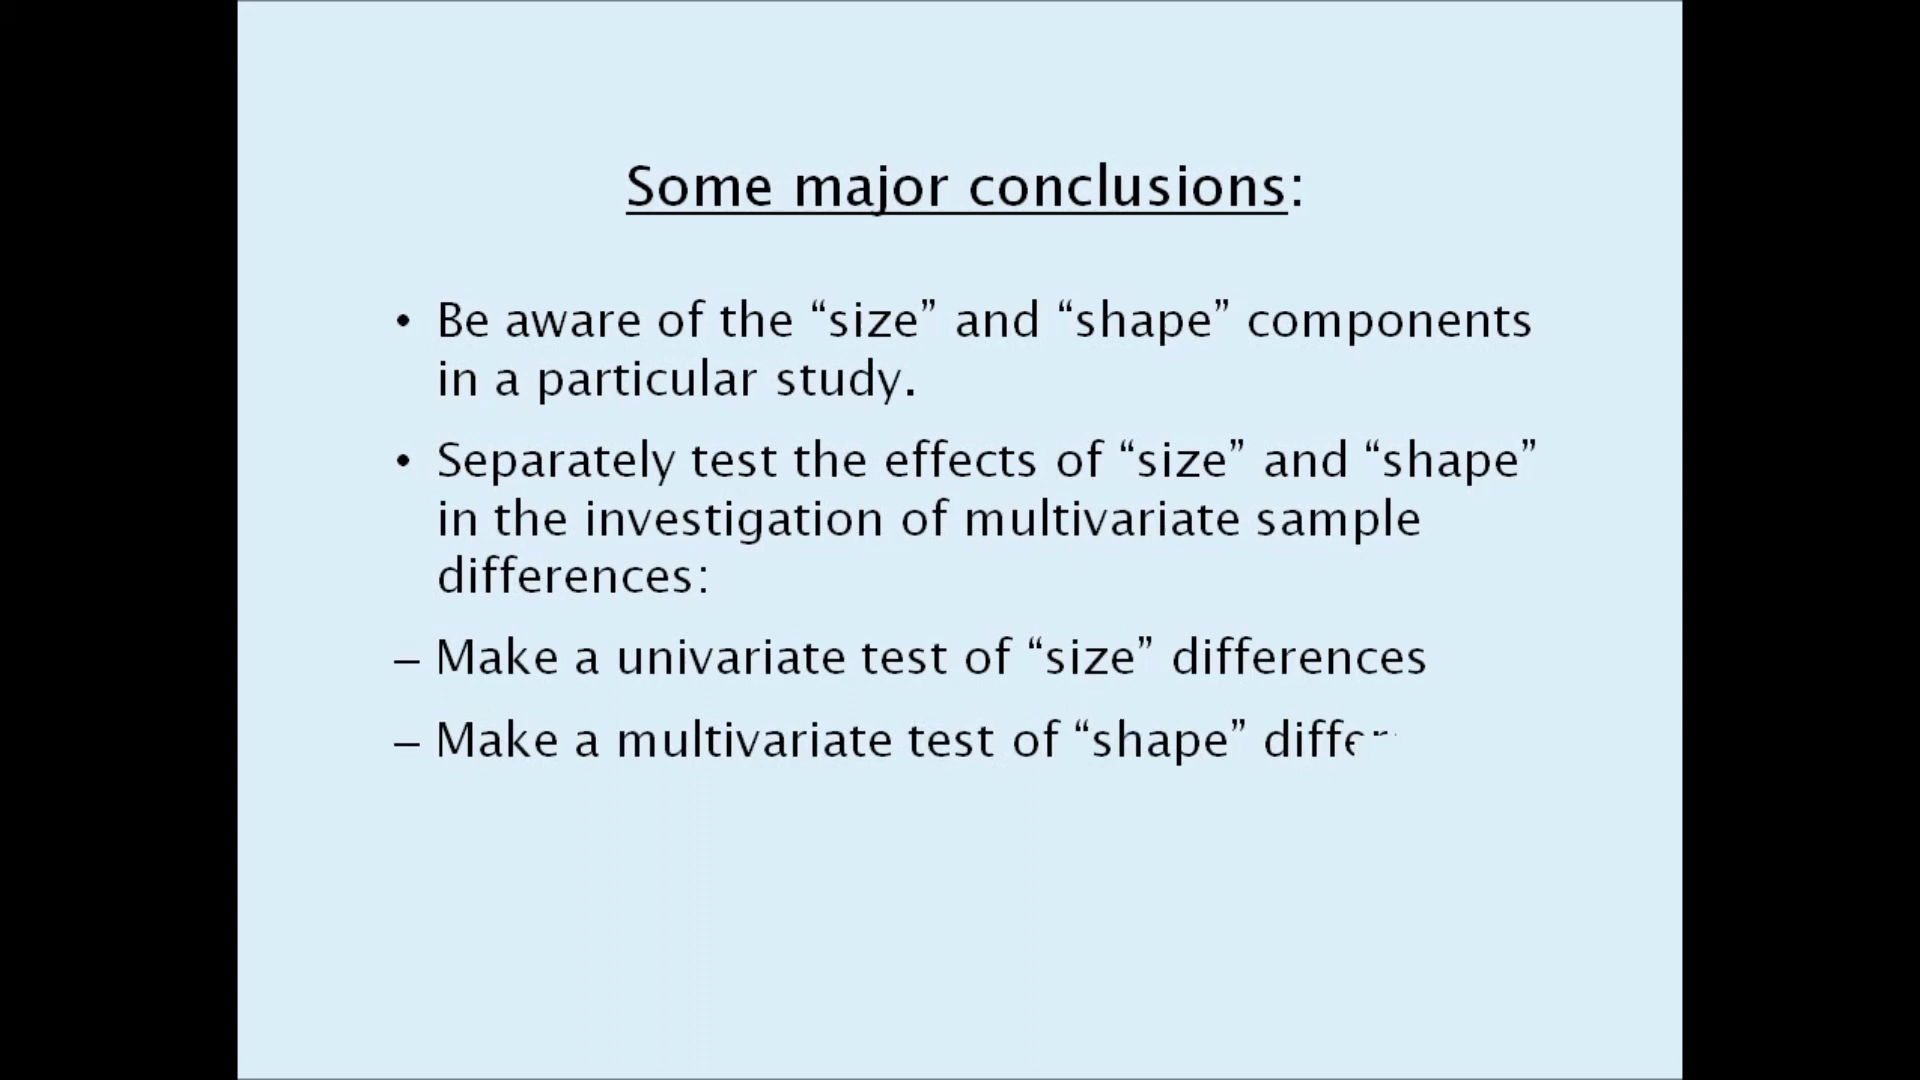 Some major conclusions:
• Be aware of the “size” and “shape” components
in a particular study.
• Separately test the effects of “size” and “shape”
in the investigation of multivariate sample
differences:
– Make a univariate test of “size” differences
– Make a multivariate test of “shape”